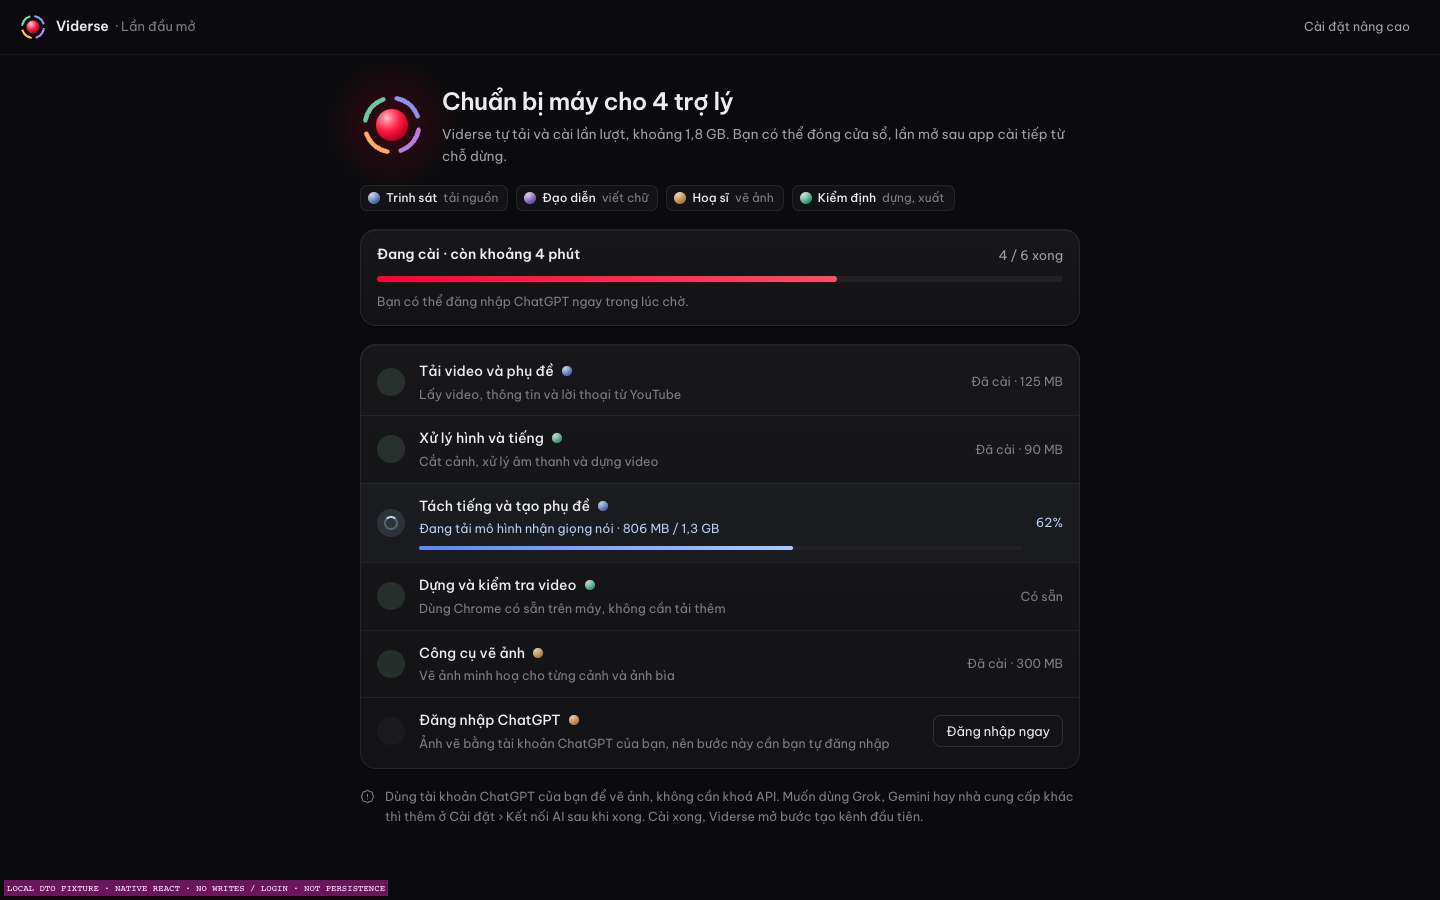 Viderse · Lần đầu mở
Cài đặt nâng cao
Chuẩn bị máy cho 4 trợ lý
Viderse tự tải và cài lần lượt, khoảng 1,8 GB. Bạn có thể đóng cửa sổ, lần mở sau app cài tiếp từ
chỗ dừng.
Trinh sát tải nguồn
Đạo diễn viết chữ
Hoạ sĩ vẽ ảnh
Kiểm định dựng, xuất
Đang cài · còn khoảng 4 phút
4 / 6 xong
Bạn có thể đăng nhập ChatGPT ngay trong lúc chờ.
Tải video và phụ đề
Lấy video, thông tin và lời thoại từ YouTube
Đã cài · 125 MB
Xử lý hình và tiếng
Cắt cảnh, xử lý âm thanh và dựng video
Đã cài · 90 MB
Tách tiếng và tạo phụ đề
Đang tải mô hình nhận giọng nói · 806 MB / 1,3 GB
62%
Dựng và kiểm tra video
Dùng Chrome có sẵn trên máy, không cần tải thêm
Có sẵn
Công cụ vẽ ảnh
Vẽ ảnh minh hoạ cho từng cảnh và ảnh bìa
Đã cài · 300 MB
Đăng nhập ChatGPT
Ảnh vẽ bằng tài khoản ChatGPT của bạn, nên bước này cần bạn tự đăng nhập
Đăng nhập ngay
Dùng tài khoản ChatGPT của bạn để vẽ ảnh, không cần khoá API. Muốn dùng Grok, Gemini hay nhà cung cấp khác
thì thêm ở Cài đặt › Kết nối AI sau khi xong. Cài xong, Viderse mở bước tạo kênh đầu tiên.
LOCAL DTO FIXTURE · NATIVE REACT · NO WRITES / LOGIN · NOT PERSISTENCE